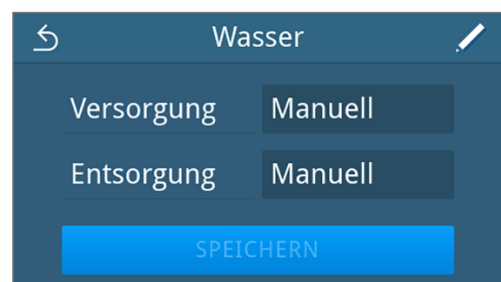 Wasser
Versorgung Manuell
Entsorgung Manuell
SPEICHERN